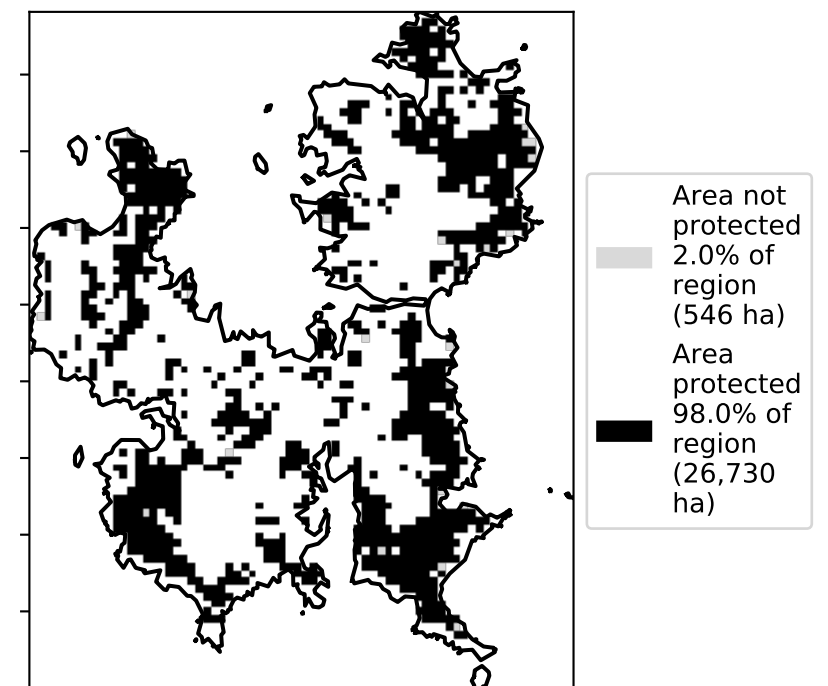 Area not
protected
2.0% of
region
(546 ha)
Area
protected
98.0% of
region
(26,730
ha)